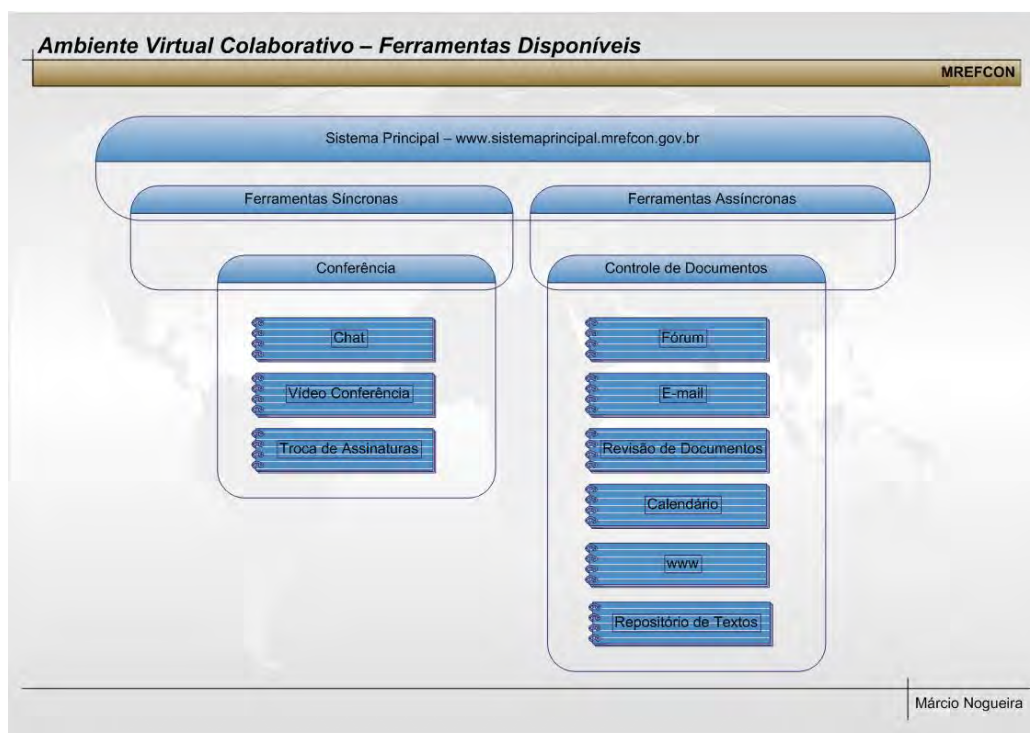 Ambiente Virtual Colaborativo – Ferramentas Disponíveis
MREFCON
Sistema Principal – www.sistemaprincipal.mrefcon.gov.br
Ferramentas Síncronas
Ferramentas Assíncronas
Conferência
Controle de Documentos
Chat
Vídeo Conferência
Troca de Assinaturas
Fórum
E-mail
Revisão de Documentos
Calendário
www
Repositório de Textos
Márcio Nogueira